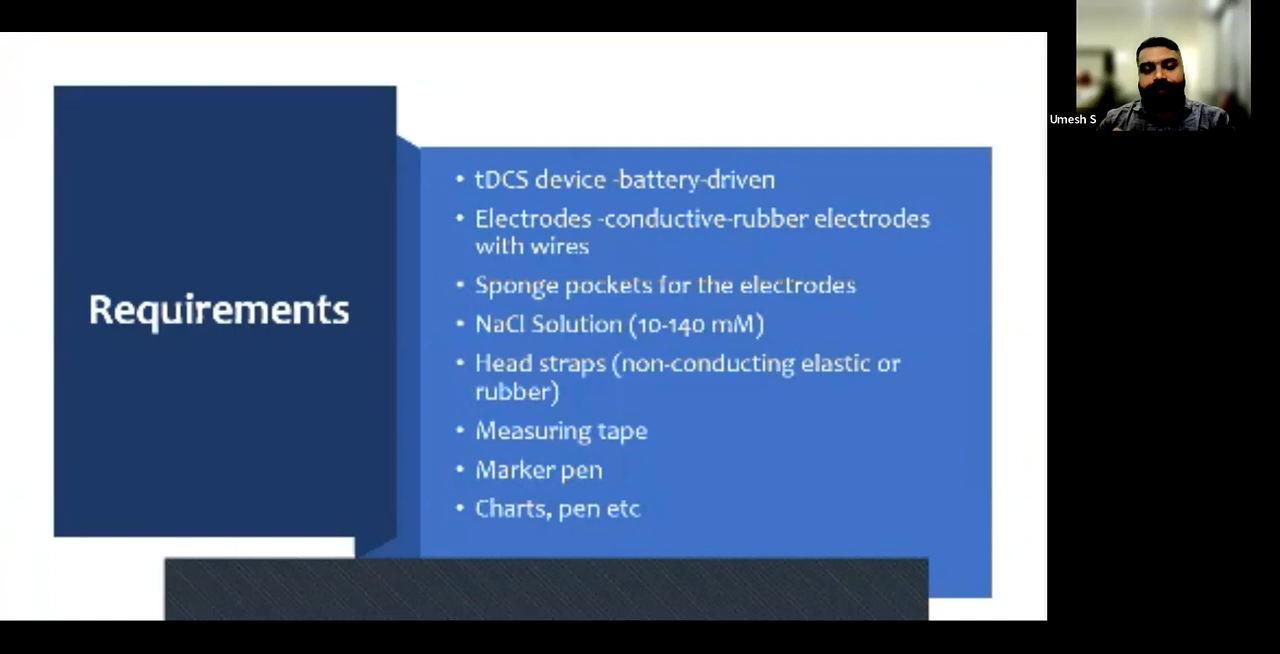 Requirements
• tDCS device -battery-driven
• Electrodes -conductive-rubber electrodes
with wires
• Sponge pockets for the electrodes
• NaCl Solution (10-140 mM)
• Head straps (non-conducting elastic or
rubber)
• Measuring tape
• Marker pen
• Charts, pen etc
Umesh S